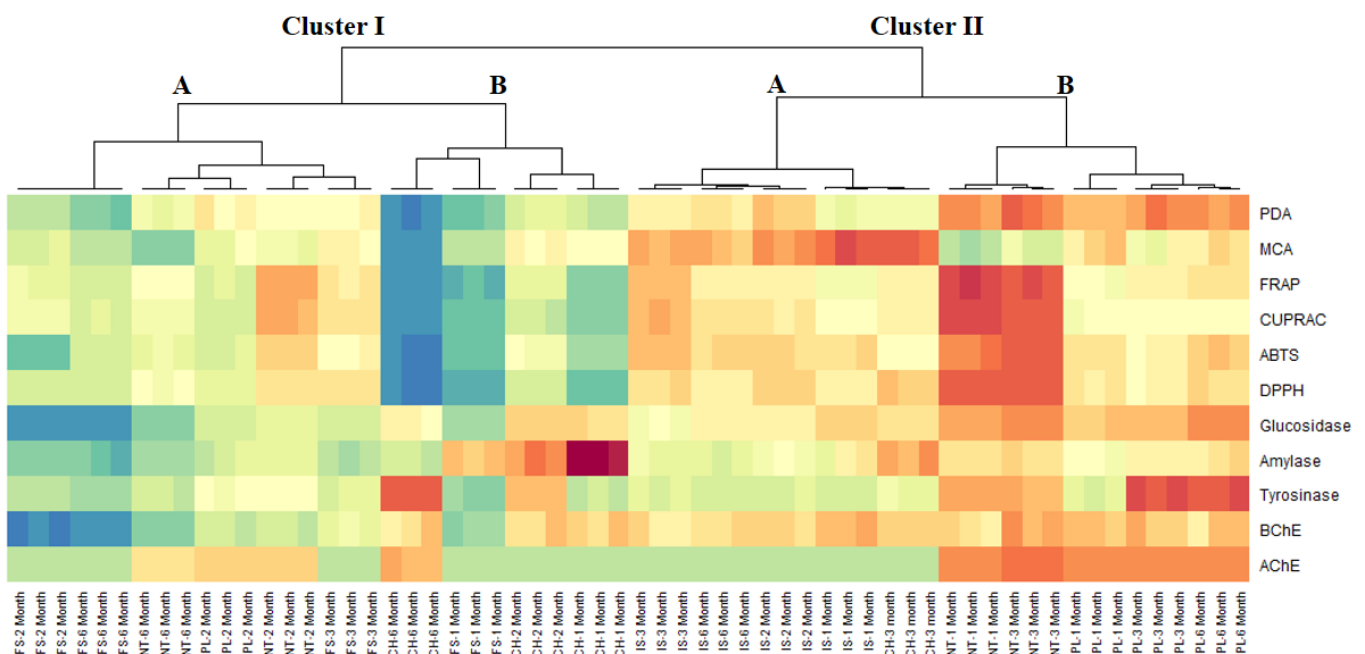 Cluster I
Cluster II
A
B
A
B
PDA
MCA
FRAP
CUPRAC
ABTS
DPPH
Glucosidase
Amylase
Tyrosinase
BChE
AChE
FS-2 Month
FS-2 Month
FS-2 Month
FS-6 Month
FS-6 Month
FS-6 Month
NT-6 Month
NT-6 Month
NT-6 Month
PL-2 Month
PL-2 Month
PL-2 Month
NT-2 Month
NT-2 Month
NT-2 Month
FS-3 Month
FS-3 Month
FS-3 Month
CH-6 Month
CH-6 Month
CH-6 Month
FS-1 Month
FS-1 Month
FS-1 Month
CH-2 Month
CH-2 Month
CH-2 Month
CH-1 Month
CH-1 Month
CH-1 Month
IS-3 Month
IS-3 Month
IS-3 Month
IS-6 Month
IS-6 Month
IS-6 Month
IS-2 Month
IS-2 Month
IS-2 Month
IS-1 Month
IS-1 Month
IS-1 Month
CH-3 month
CH-3 month
CH-3 month
NT-1 Month
NT-1 Month
NT-1 Month
NT-3 Month
NT-3 Month
NT-3 Month
PL-1 Month
PL-1 Month
PL-1 Month
PL-3 Month
PL-3 Month
PL-3 Month
PL-6 Month
PL-6 Month
PL-6 Month